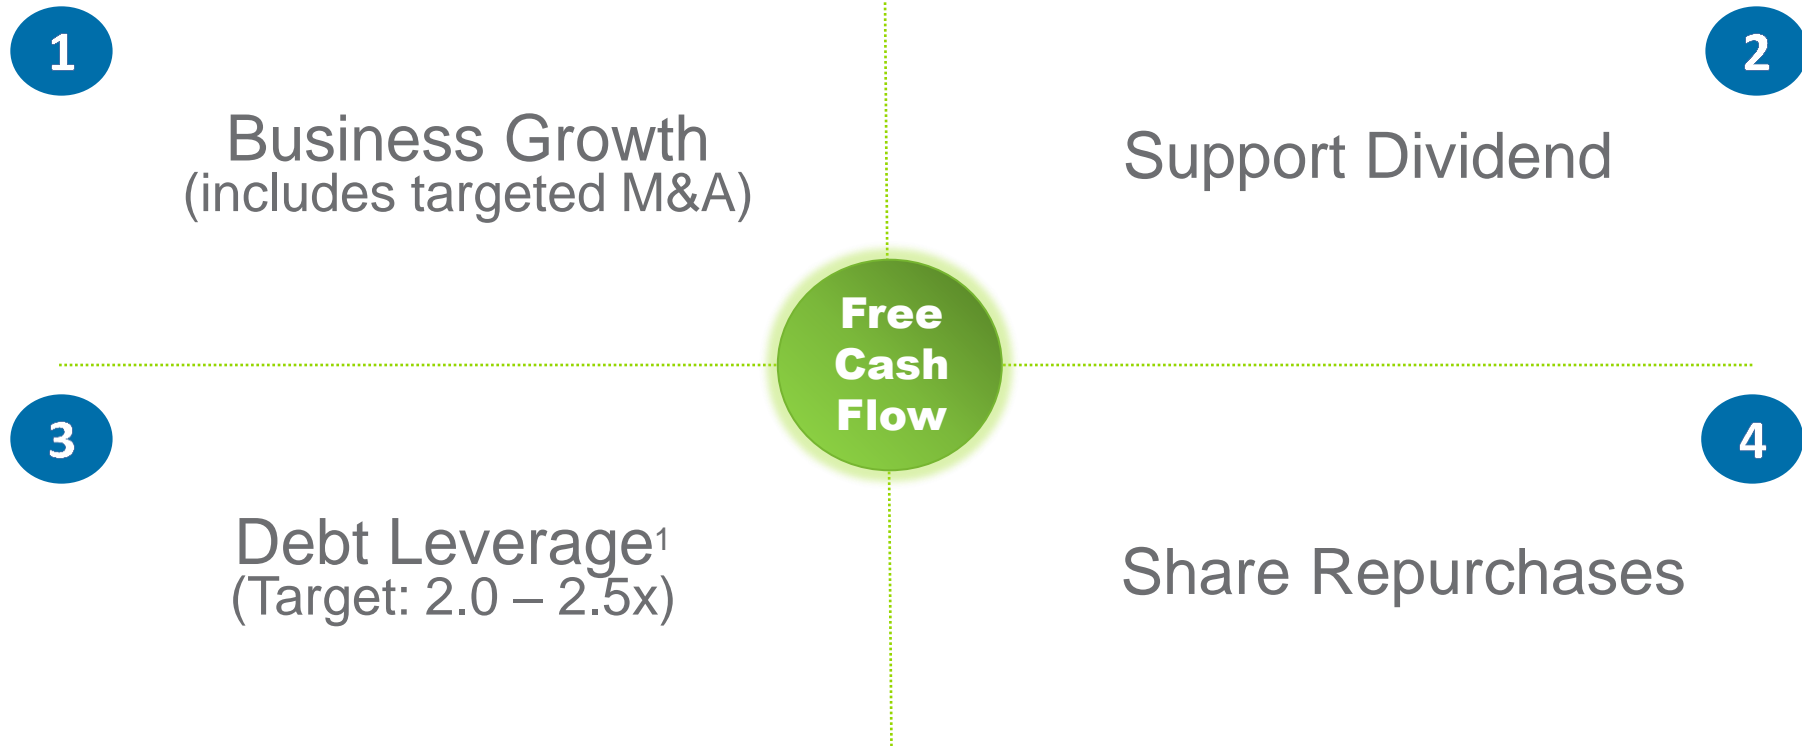 1
Business Growth
(includes targeted M&A)
2
Support Dividend
Free
Cash
Flow
3
Debt Leverage¹
(Target: 2.0 – 2.5x)
4
Share Repurchases